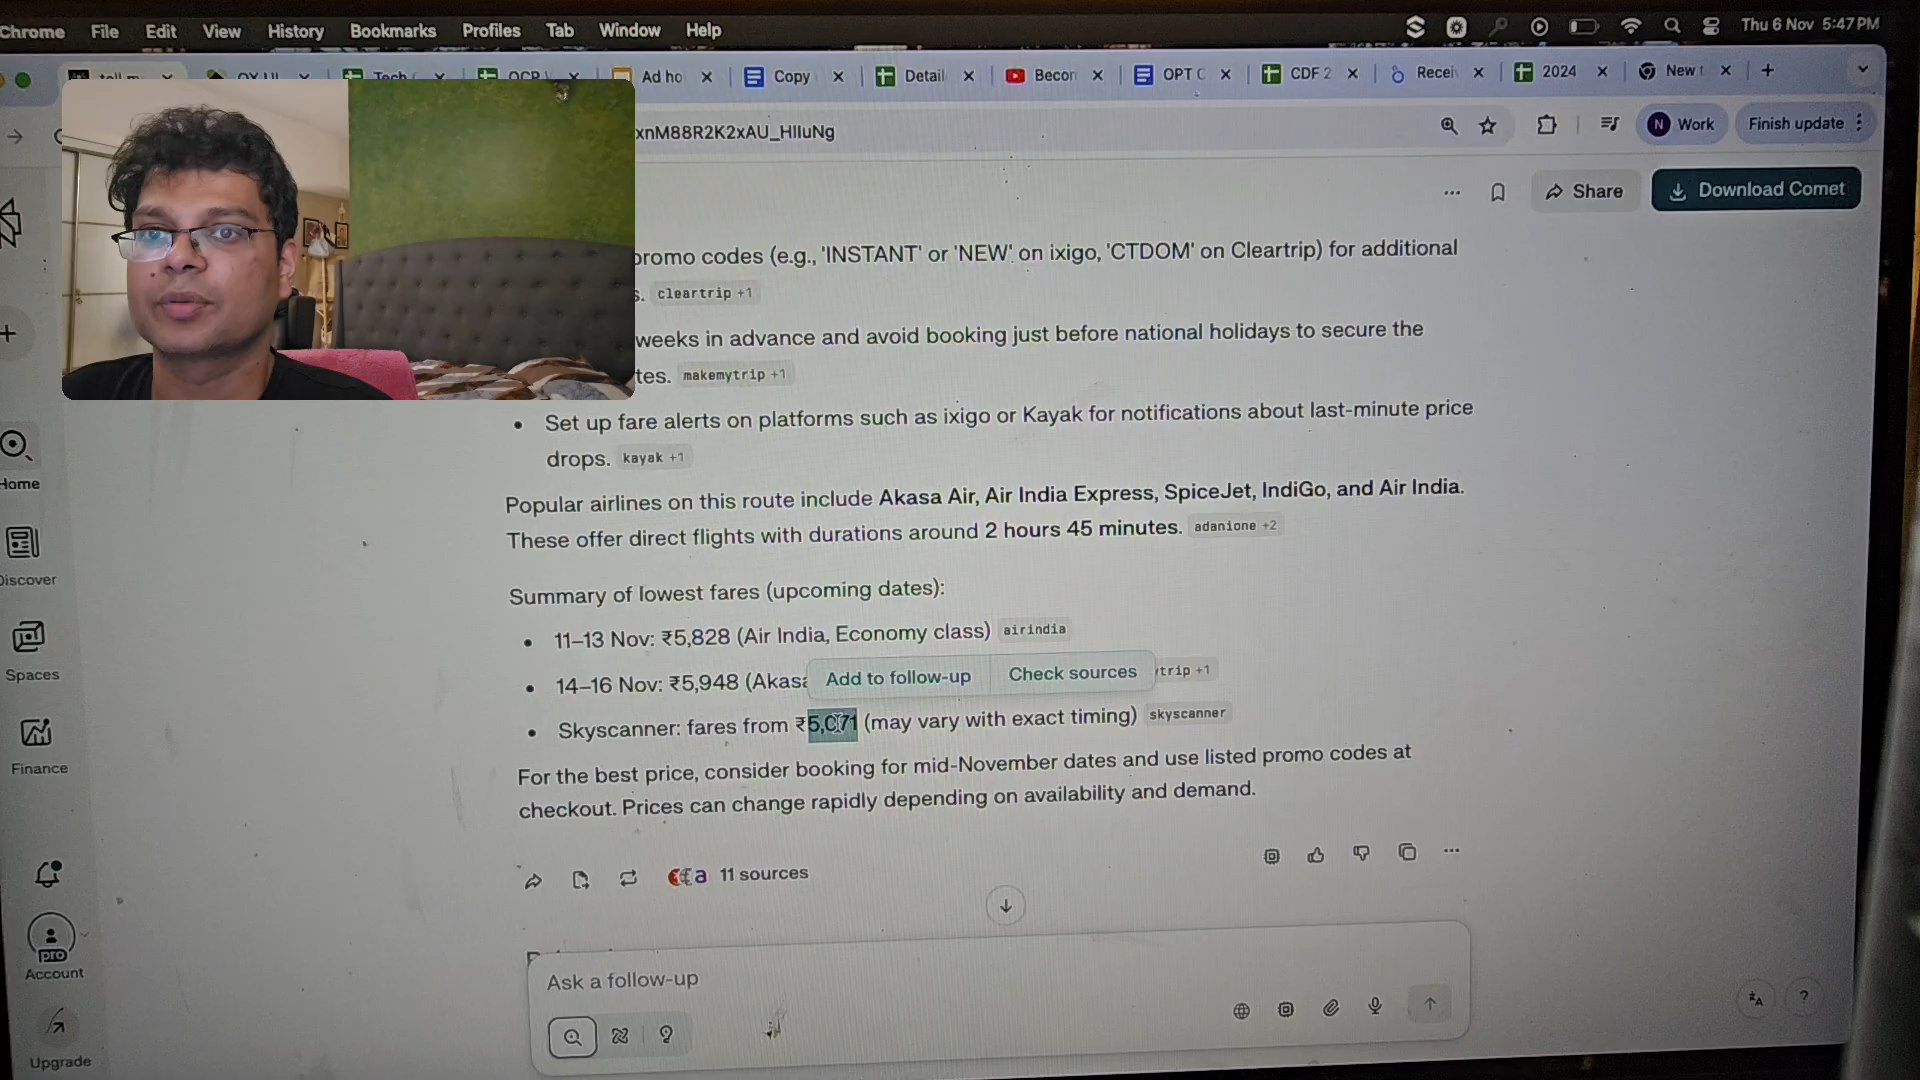 Chrome File Edit View History Bookmarks Profiles Tab Window Help Thu 6 Nov 5:47 PM
Ad ho Copy Detail Becon OPT C CDF 2 Recei 2024 New t
xnM88R2K2xAU_HlIuNg N Work Finish update
Share Download Comet
promo codes (e.g., 'INSTANT' or 'NEW' on ixigo, 'CTDOM' on Cleartrip) for additional
s. cleartrip +1
weeks in advance and avoid booking just before national holidays to secure the
tes. makemytrip +1
• Set up fare alerts on platforms such as ixigo or Kayak for notifications about last-minute price
drops. kayak +1
Popular airlines on this route include Akasa Air, Air India Express, SpiceJet, IndiGo, and Air India.
These offer direct flights with durations around 2 hours 45 minutes. adanione +2
Summary of lowest fares (upcoming dates):
• 11–13 Nov: ₹5,828 (Air India, Economy class) airindia
Add to follow-up Check sources
• 14–16 Nov: ₹5,948 (Akasa trip +1
• Skyscanner: fares from ₹5,071 (may vary with exact timing) skyscanner
For the best price, consider booking for mid-November dates and use listed promo codes at
checkout. Prices can change rapidly depending on availability and demand.
11 sources
Ask a follow-up
Home
Discover
Spaces
Finance
pro
Account
Upgrade